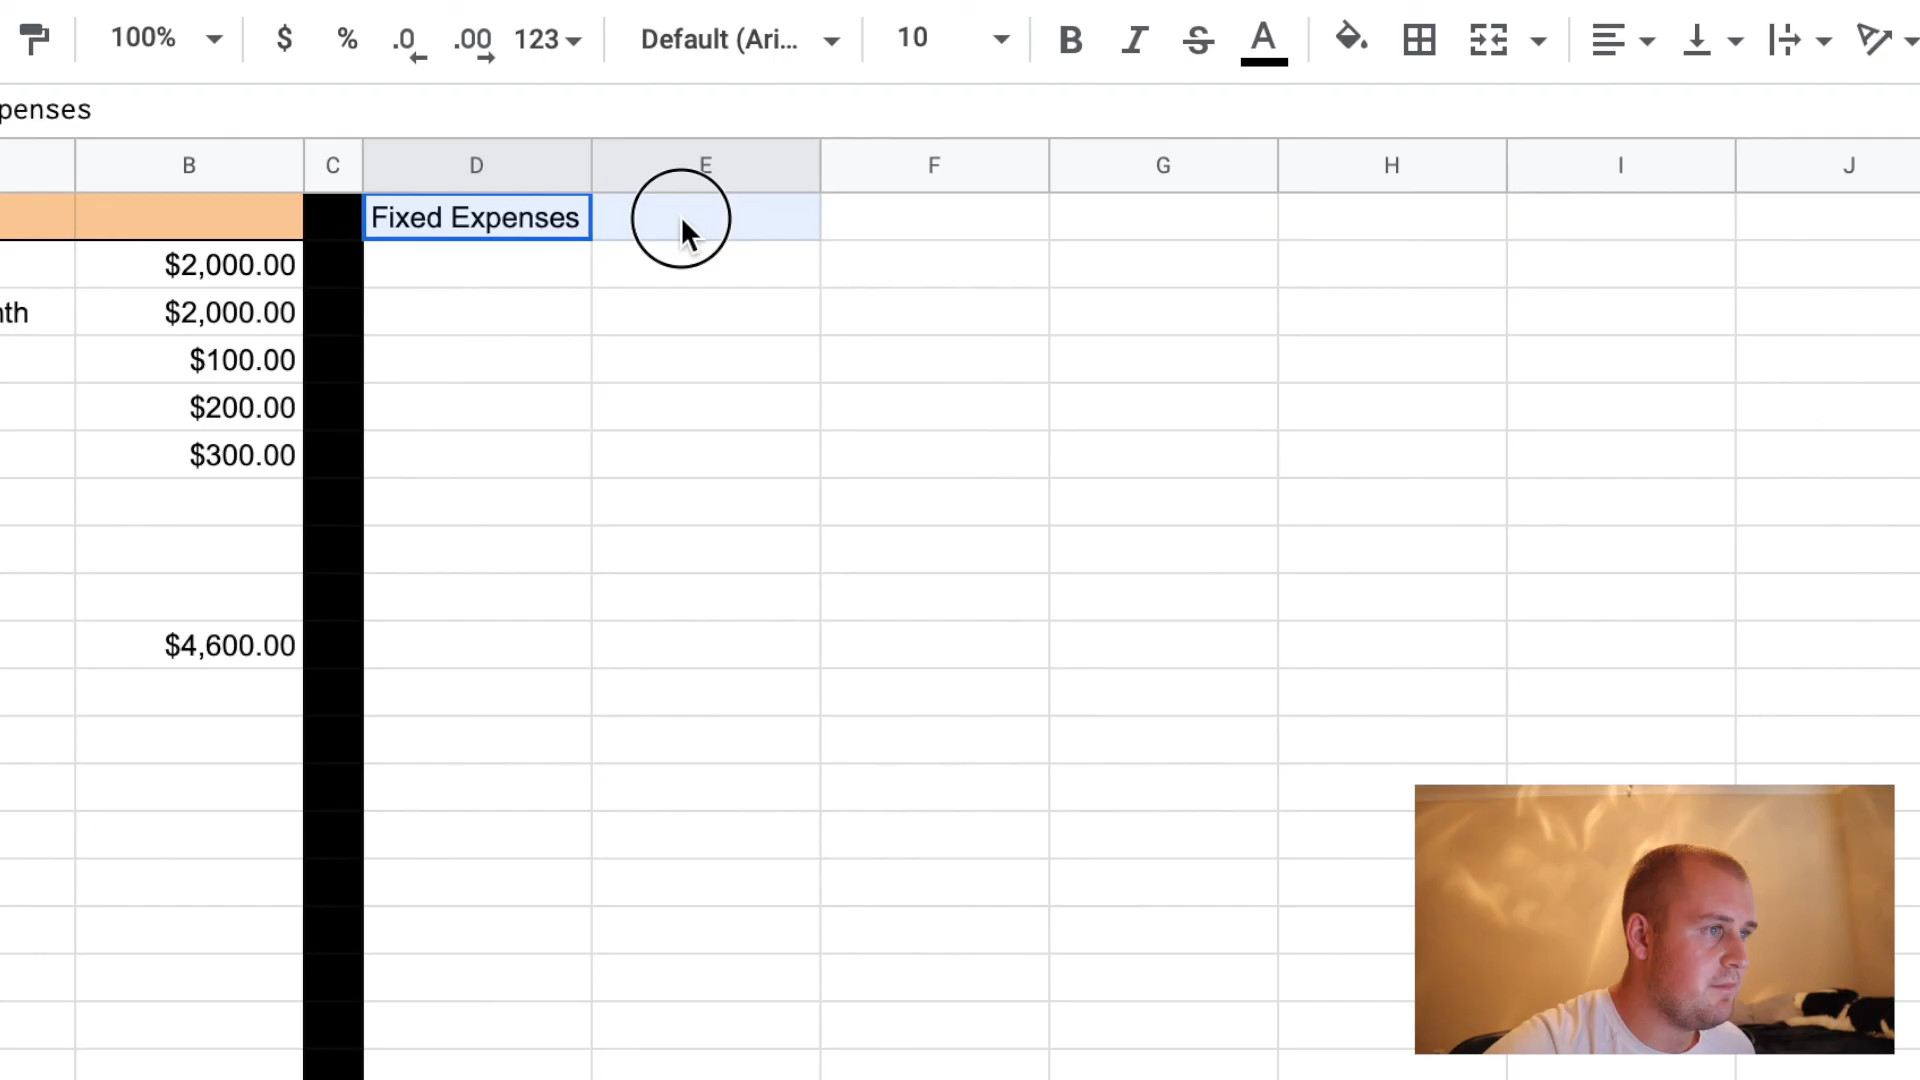 100% $ % .0 .00 123 Default (Ari... 10 B I S A
penses
B C D E F G H I J
Fixed Expenses
$2,000.00
nth $2,000.00
$100.00
$200.00
$300.00
$4,600.00